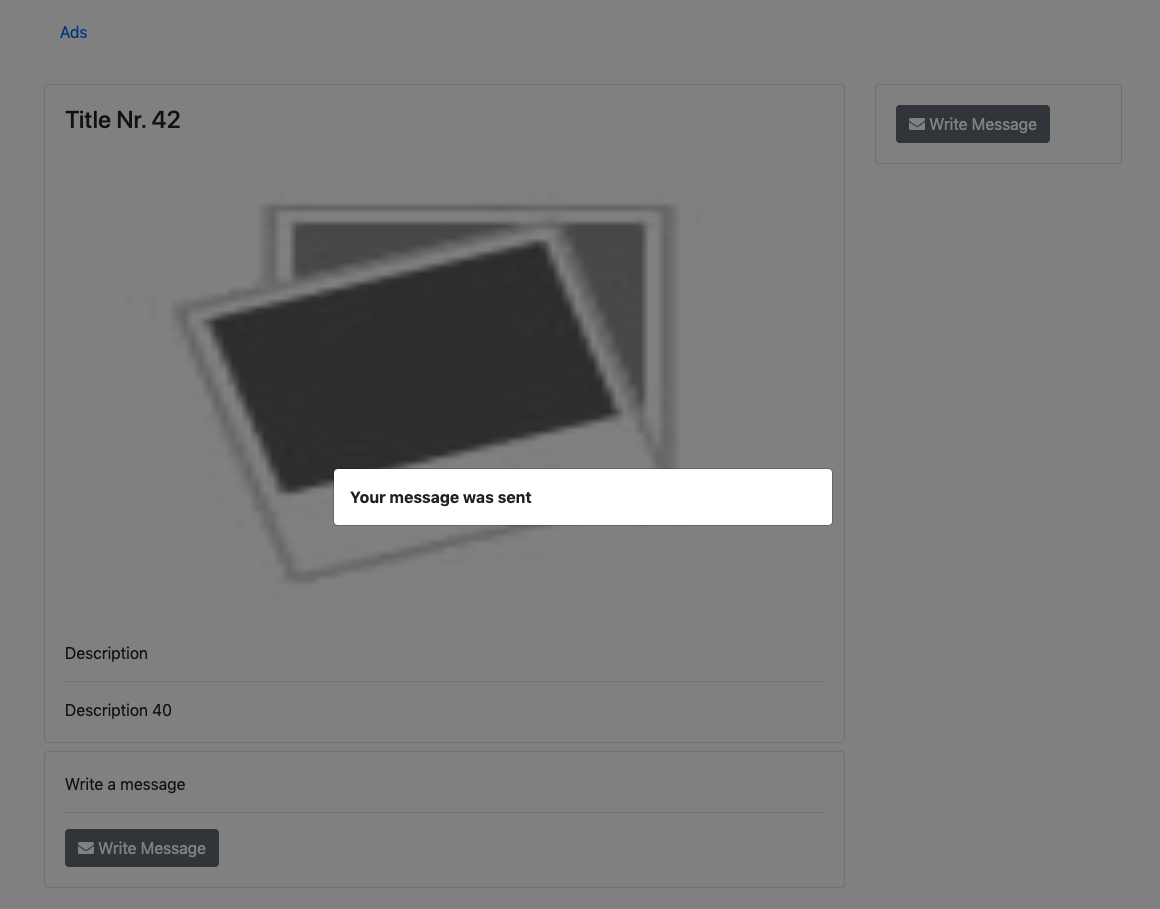 Ads
Title Nr. 42
Write Message
Your message was sent
Description
Description 40
Write a message
Write Message